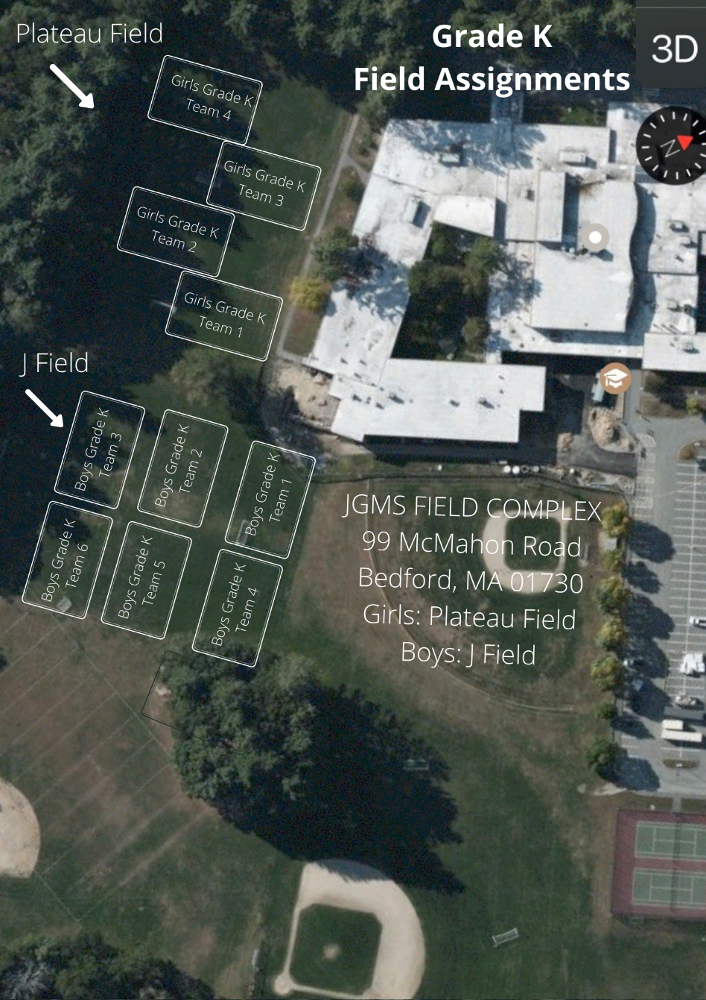 Plateau Field
Grade K
Field Assignments
3D
N
Girls Grade K
Team 4
Girls Grade K
Team 3
Girls Grade K
Team 2
Girls Grade K
Team 1
J Field
Boys Grade K
Team 3
Boys Grade K
Team 2
Boys Grade K
Team 1
Boys Grade K
Team 6
Boys Grade K
Team 5
Boys Grade K
Team 4
JGMS FIELD COMPLEX
99 McMahon Road
Bedford, MA 01730
Girls: Plateau Field
Boys: J Field